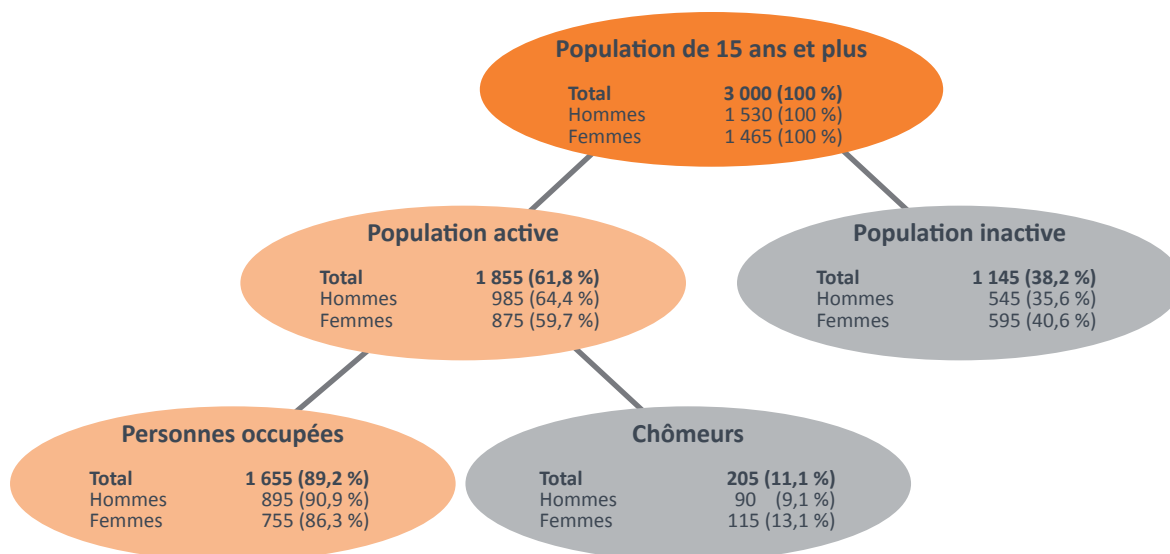 Population de 15 ans et plus
Total 3 000 (100 %)
Hommes 1 530 (100 %)
Femmes 1 465 (100 %)
Population active
Total 1 855 (61,8 %)
Hommes 985 (64,4 %)
Femmes 875 (59,7 %)
Population inactive
Total 1 145 (38,2 %)
Hommes 545 (35,6 %)
Femmes 595 (40,6 %)
Personnes occupées
Total 1 655 (89,2 %)
Hommes 895 (90,9 %)
Femmes 755 (86,3 %)
Chômeurs
Total 205 (11,1 %)
Hommes 90 (9,1 %)
Femmes 115 (13,1 %)